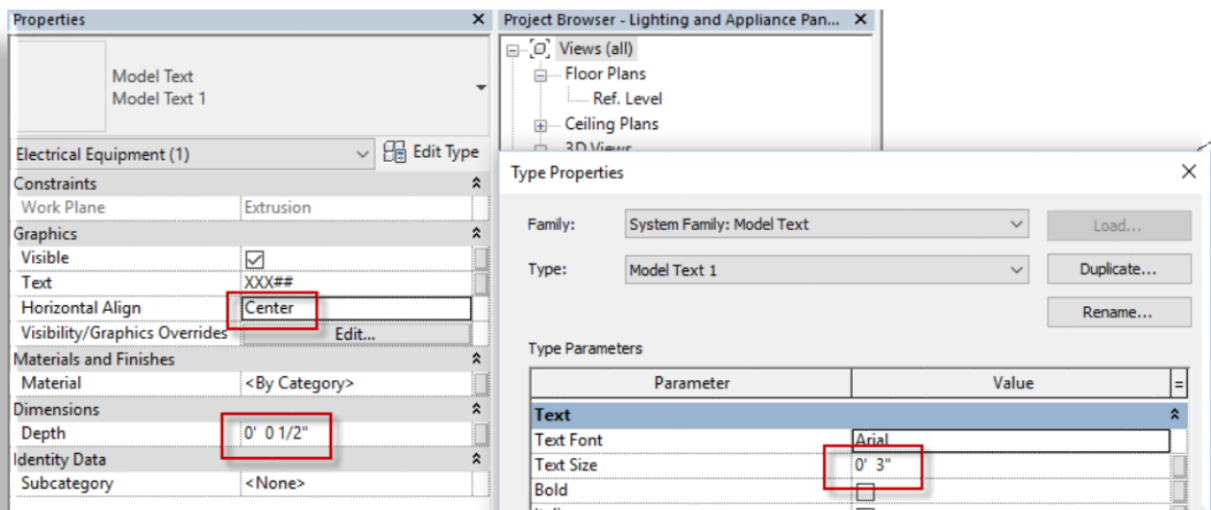 Properties
Model Text
Model Text 1
Electrical Equipment (1)
Edit Type
Constraints
Work Plane Extrusion
Graphics
Visible
Text XXX##
Horizontal Align Center
Visibility/Graphics Overrides Edit...
Materials and Finishes
Material <By Category>
Dimensions
Depth 0' 0 1/2"
Identity Data
Subcategory <None>
Project Browser - Lighting and Appliance Pan...
Views (all)
Floor Plans
Ref. Level
Ceiling Plans
3D Views
Type Properties
Family: System Family: Model Text Load...
Type: Model Text 1 Duplicate...
Rename...
Type Parameters
Parameter Value =
Text
Text Font Arial
Text Size 0' 3"
Bold